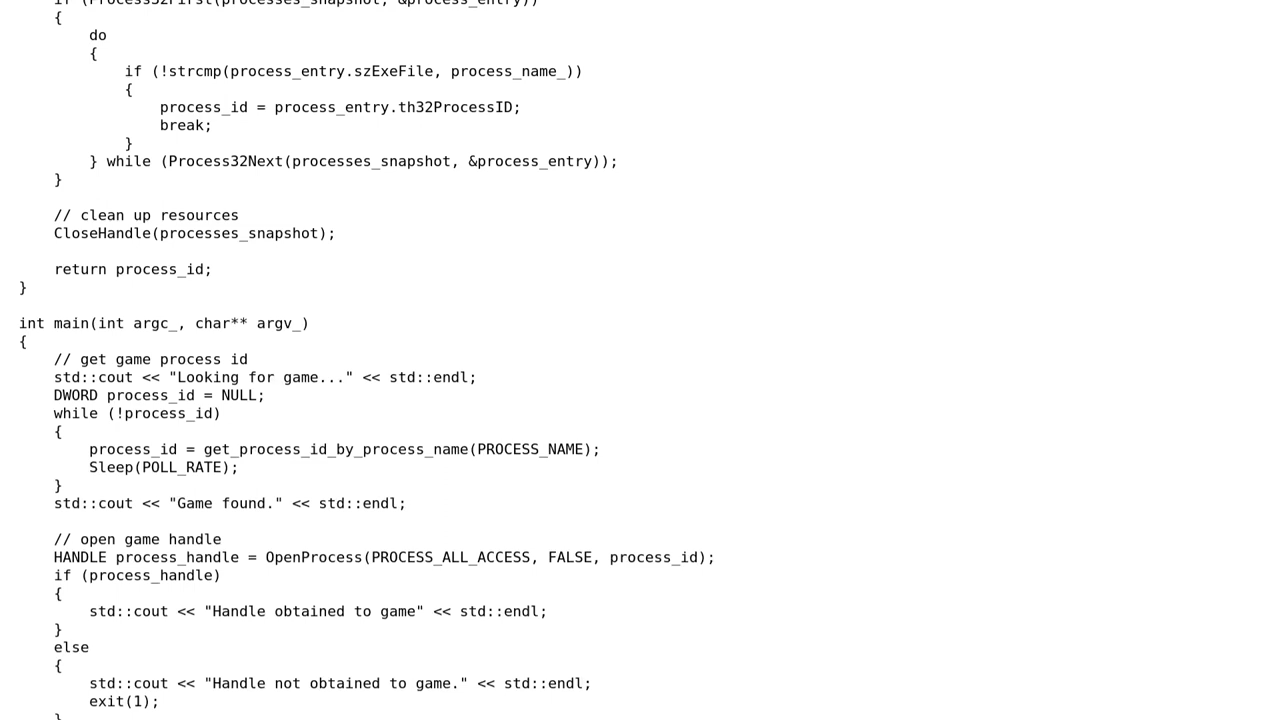 if (Process32First(processes_snapshot, &process_entry))
    {
        do
        {
            if (!strcmp(process_entry.szExeFile, process_name_))
            {
                process_id = process_entry.th32ProcessID;
                break;
            }
        } while (Process32Next(processes_snapshot, &process_entry));
    }

    // clean up resources
    CloseHandle(processes_snapshot);

    return process_id;
}

int main(int argc_, char** argv_)
{
    // get game process id
    std::cout << "Looking for game..." << std::endl;
    DWORD process_id = NULL;
    while (!process_id)
    {
        process_id = get_process_id_by_process_name(PROCESS_NAME);
        Sleep(POLL_RATE);
    }
    std::cout << "Game found." << std::endl;

    // open game handle
    HANDLE process_handle = OpenProcess(PROCESS_ALL_ACCESS, FALSE, process_id);
    if (process_handle)
    {
        std::cout << "Handle obtained to game" << std::endl;
    }
    else
    {
        std::cout << "Handle not obtained to game." << std::endl;
        exit(1);
    }